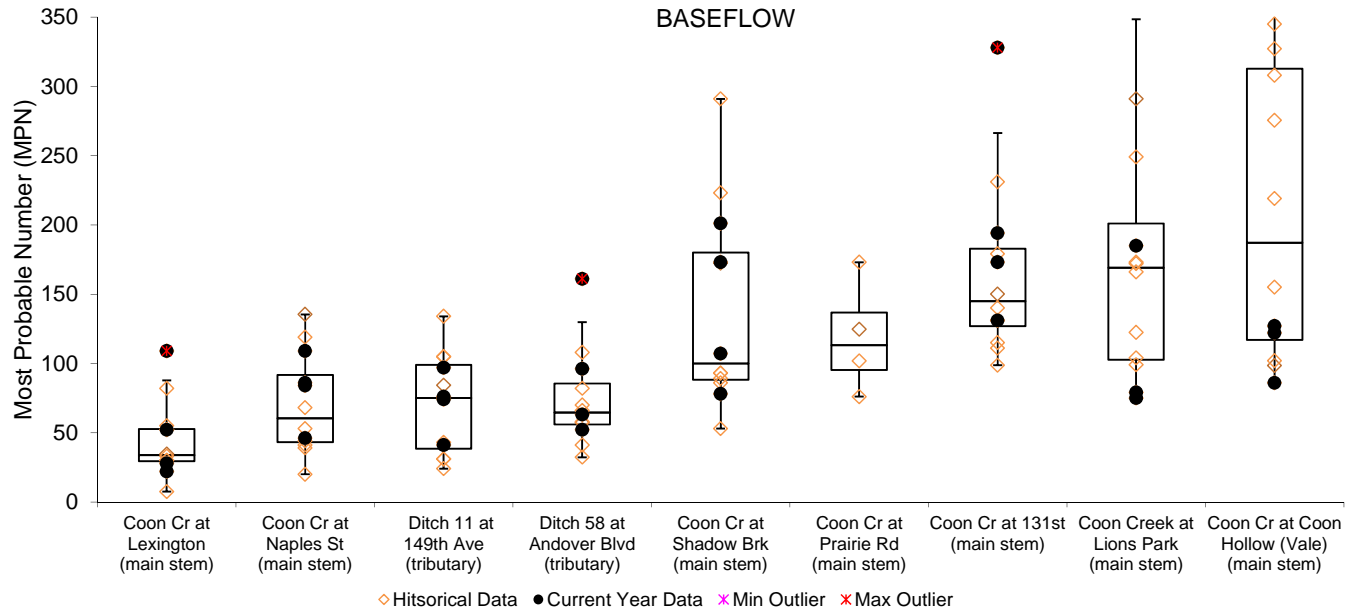 BASEFLOW
Most Probable Number (MPN)
350
300
250
200
150
100
50
0
Coon Cr at
Lexington
(main stem)
Coon Cr at
Naples St
(main stem)
Ditch 11 at
149th Ave
(tributary)
Ditch 58 at
Andover Blvd
(tributary)
Coon Cr at
Shadow Brk
(main stem)
Coon Cr at
Prairie Rd
(main stem)
Coon Cr at 131st
(main stem)
Coon Creek at
Lions Park
(main stem)
Coon Cr at Coon
Hollow (Vale)
(main stem)
Hitsorical Data Current Year Data Min Outlier Max Outlier